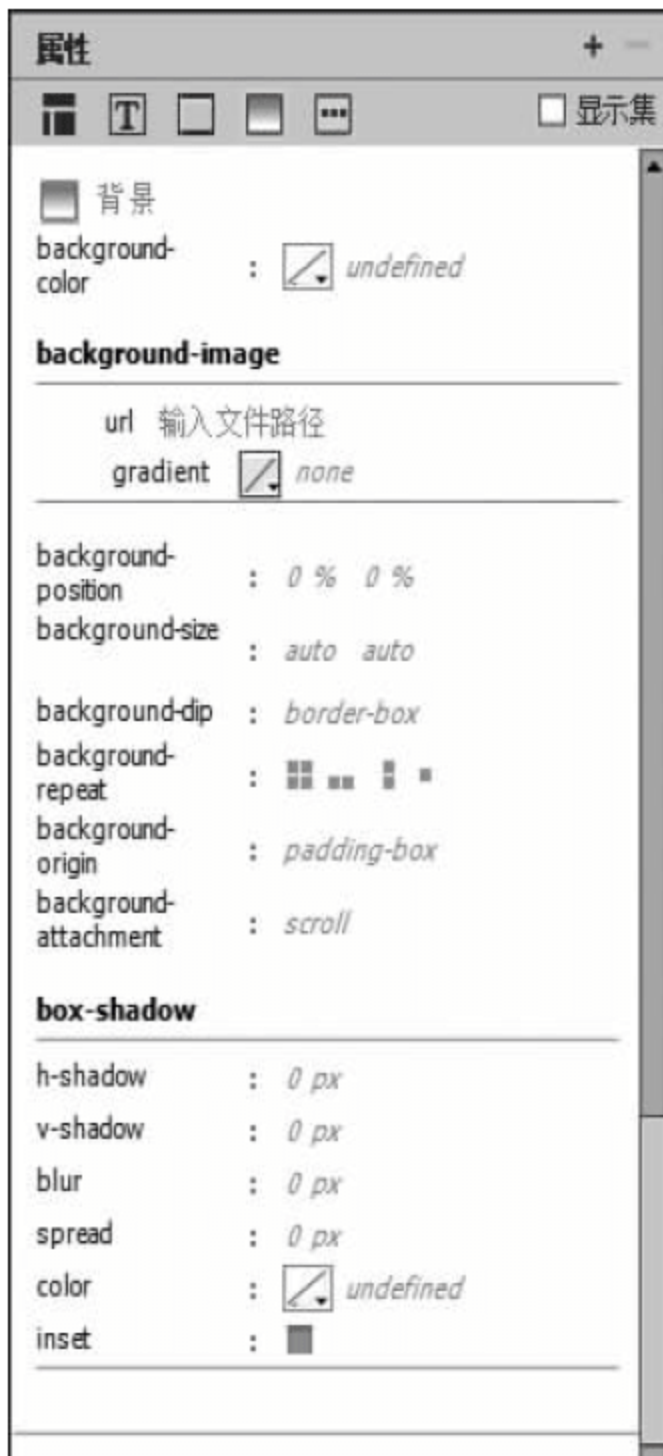 属性 + −
T 显示集
背景
background-
color : undefined
background-image
url 输入文件路径
gradient none
background-
position : 0 % 0 %
background-size
: auto auto
background-dip : border-box
background-
repeat :
background-
origin : padding-box
background-
attachment : scroll
box-shadow
h-shadow : 0 px
v-shadow : 0 px
blur : 0 px
spread : 0 px
color : undefined
inset :